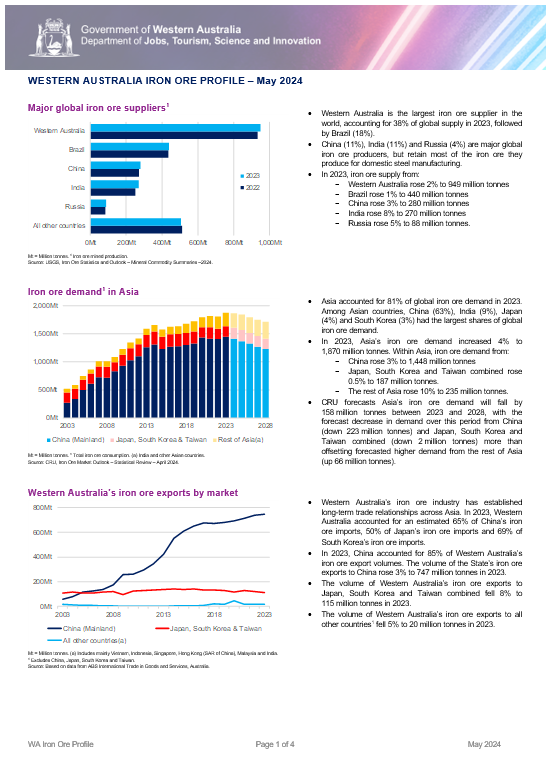 Government of Western Australia
Department of Jobs, Tourism, Science and Innovation
WESTERN AUSTRALIA IRON ORE PROFILE – May 2024
Major global iron ore suppliers¹
Western Australia
Brazil
China
India
Russia
All other countries
0Mt 200Mt 400Mt 600Mt 800Mt 1,000Mt
2023
2022
Mt = Million tonnes. ¹ Iron ore mined production.
Source: USGS, Iron Ore Statistics and Outlook – Mineral Commodity Summaries –2024.
• Western Australia is the largest iron ore supplier in the
world, accounting for 38% of global supply in 2023, followed
by Brazil (18%).
• China (11%), India (11%) and Russia (4%) are major global
iron ore producers, but retain most of the iron ore they
produce for domestic steel manufacturing.
• In 2023, iron ore supply from:
− Western Australia rose 2% to 949 million tonnes
− Brazil rose 1% to 440 million tonnes
− China rose 3% to 280 million tonnes
− India rose 8% to 270 million tonnes
− Russia rose 5% to 88 million tonnes.
Iron ore demand¹ in Asia
2,000Mt
1,500Mt
1,000Mt
500Mt
0Mt
2003 2008 2013 2018 2023 2028
China (Mainland) Japan, South Korea & Taiwan Rest of Asia(a)
Mt = million tonnes. ¹ Total iron ore consumption. (a) India and other Asian countries.
Source: CRU, Iron Ore Market Outlook – Statistical Review – April 2024.
• Asia accounted for 81% of global iron ore demand in 2023.
Among Asian countries, China (63%), India (9%), Japan
(4%) and South Korea (3%) had the largest shares of global
iron ore demand.
• In 2023, Asia's iron ore demand increased 4% to
1,870 million tonnes. Within Asia, iron ore demand from:
− China rose 3% to 1,448 million tonnes
− Japan, South Korea and Taiwan combined rose
0.5% to 187 million tonnes.
− The rest of Asia rose 10% to 235 million tonnes.
• CRU forecasts Asia's iron ore demand will fall by
158 million tonnes between 2023 and 2028, with the
forecast decrease in demand over this period from China
(down 223 million tonnes) and Japan, South Korea and
Taiwan combined (down 2 million tonnes) more than
offsetting forecasted higher demand from the rest of Asia
(up 66 million tonnes).
Western Australia's iron ore exports by market
800Mt
600Mt
400Mt
200Mt
0Mt
2003 2008 2013 2018 2023
China (Mainland) Japan, South Korea & Taiwan
All other countries(a)
Mt = Million tonnes. (a) Includes mainly Vietnam, Indonesia, Singapore, Hong Kong (SAR of China), Malaysia and India.
¹ Excludes China, Japan, South Korea and Taiwan.
Source: Based on data from ABS International Trade in Goods and Services, Australia.
• Western Australia's iron ore industry has established
long-term trade relationships across Asia. In 2023, Western
Australia accounted for an estimated 65% of China's iron
ore imports, 50% of Japan's iron ore imports and 69% of
South Korea's iron ore imports.
• In 2023, China accounted for 85% of Western Australia's
iron ore export volumes. The volume of the State's iron ore
exports to China rose 3% to 747 million tonnes in 2023.
• The volume of Western Australia's iron ore exports to
Japan, South Korea and Taiwan combined fell 8% to
115 million tonnes in 2023.
• The volume of Western Australia's iron ore exports to all
other countries¹ fell 5% to 20 million tonnes in 2023.
WA Iron Ore Profile Page 1 of 4 May 2024